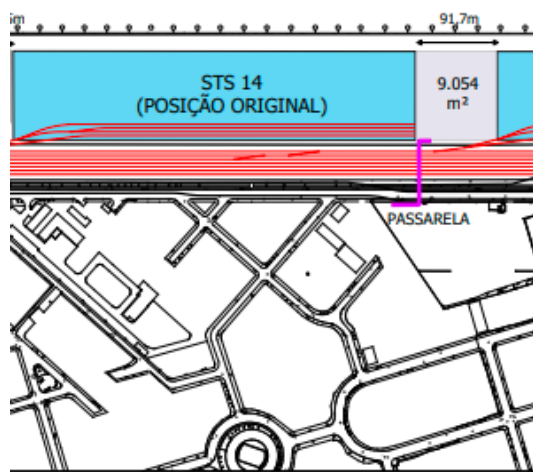 91,7m
STS 14
(POSIÇÃO ORIGINAL)
9.054
m²
PASSARELA